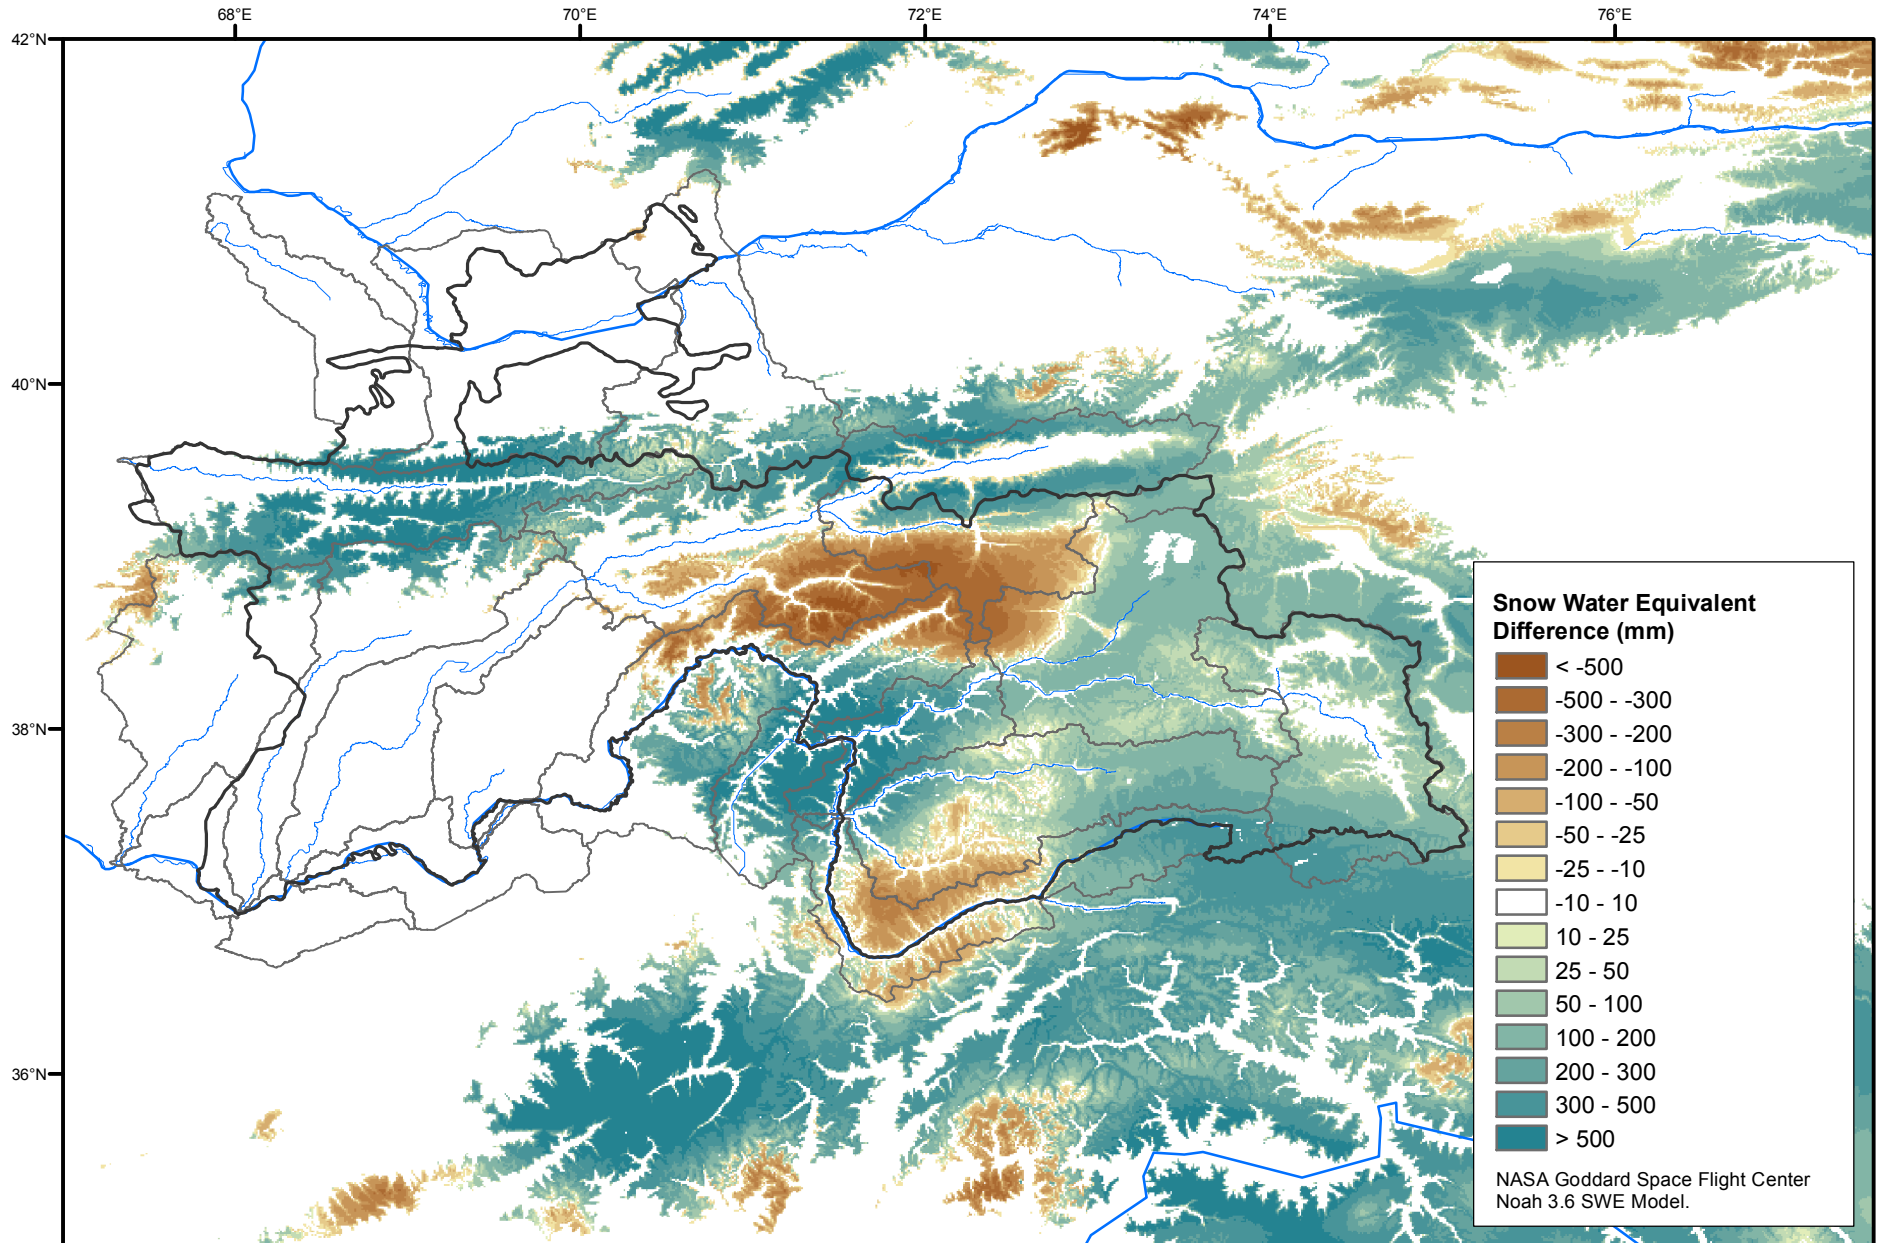 68°E 70°E 72°E 74°E 76°E
42°N
40°N
38°N
36°N
Snow Water Equivalent
Difference (mm)
< -500
-500 - -300
-300 - -200
-200 - -100
-100 - -50
-50 - -25
-25 - -10
-10 - 10
10 - 25
25 - 50
50 - 100
100 - 200
200 - 300
300 - 500
> 500
NASA Goddard Space Flight Center
Noah 3.6 SWE Model.